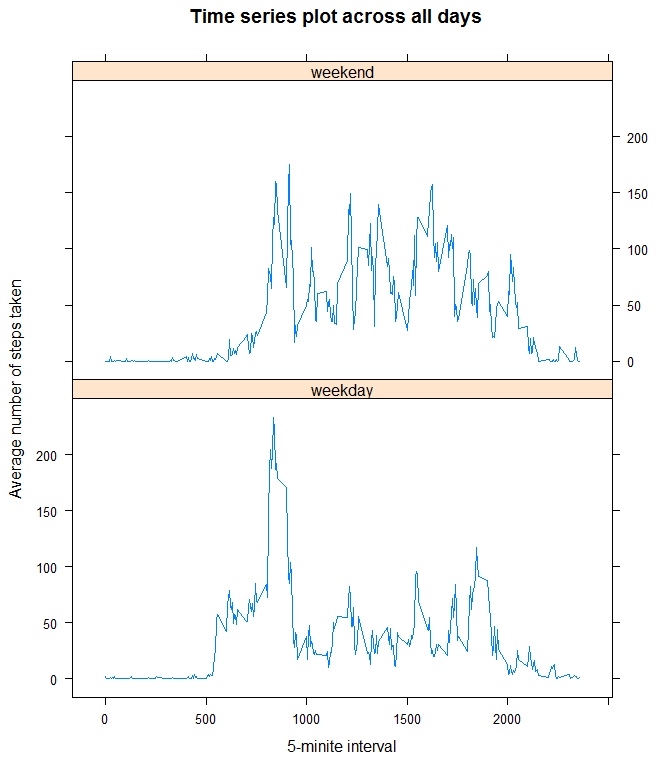 Time series plot across all days
weekend
200
150
100
50
0
weekday
200
150
100
50
0
0 500 1000 1500 2000
5-minite interval
Average number of steps taken